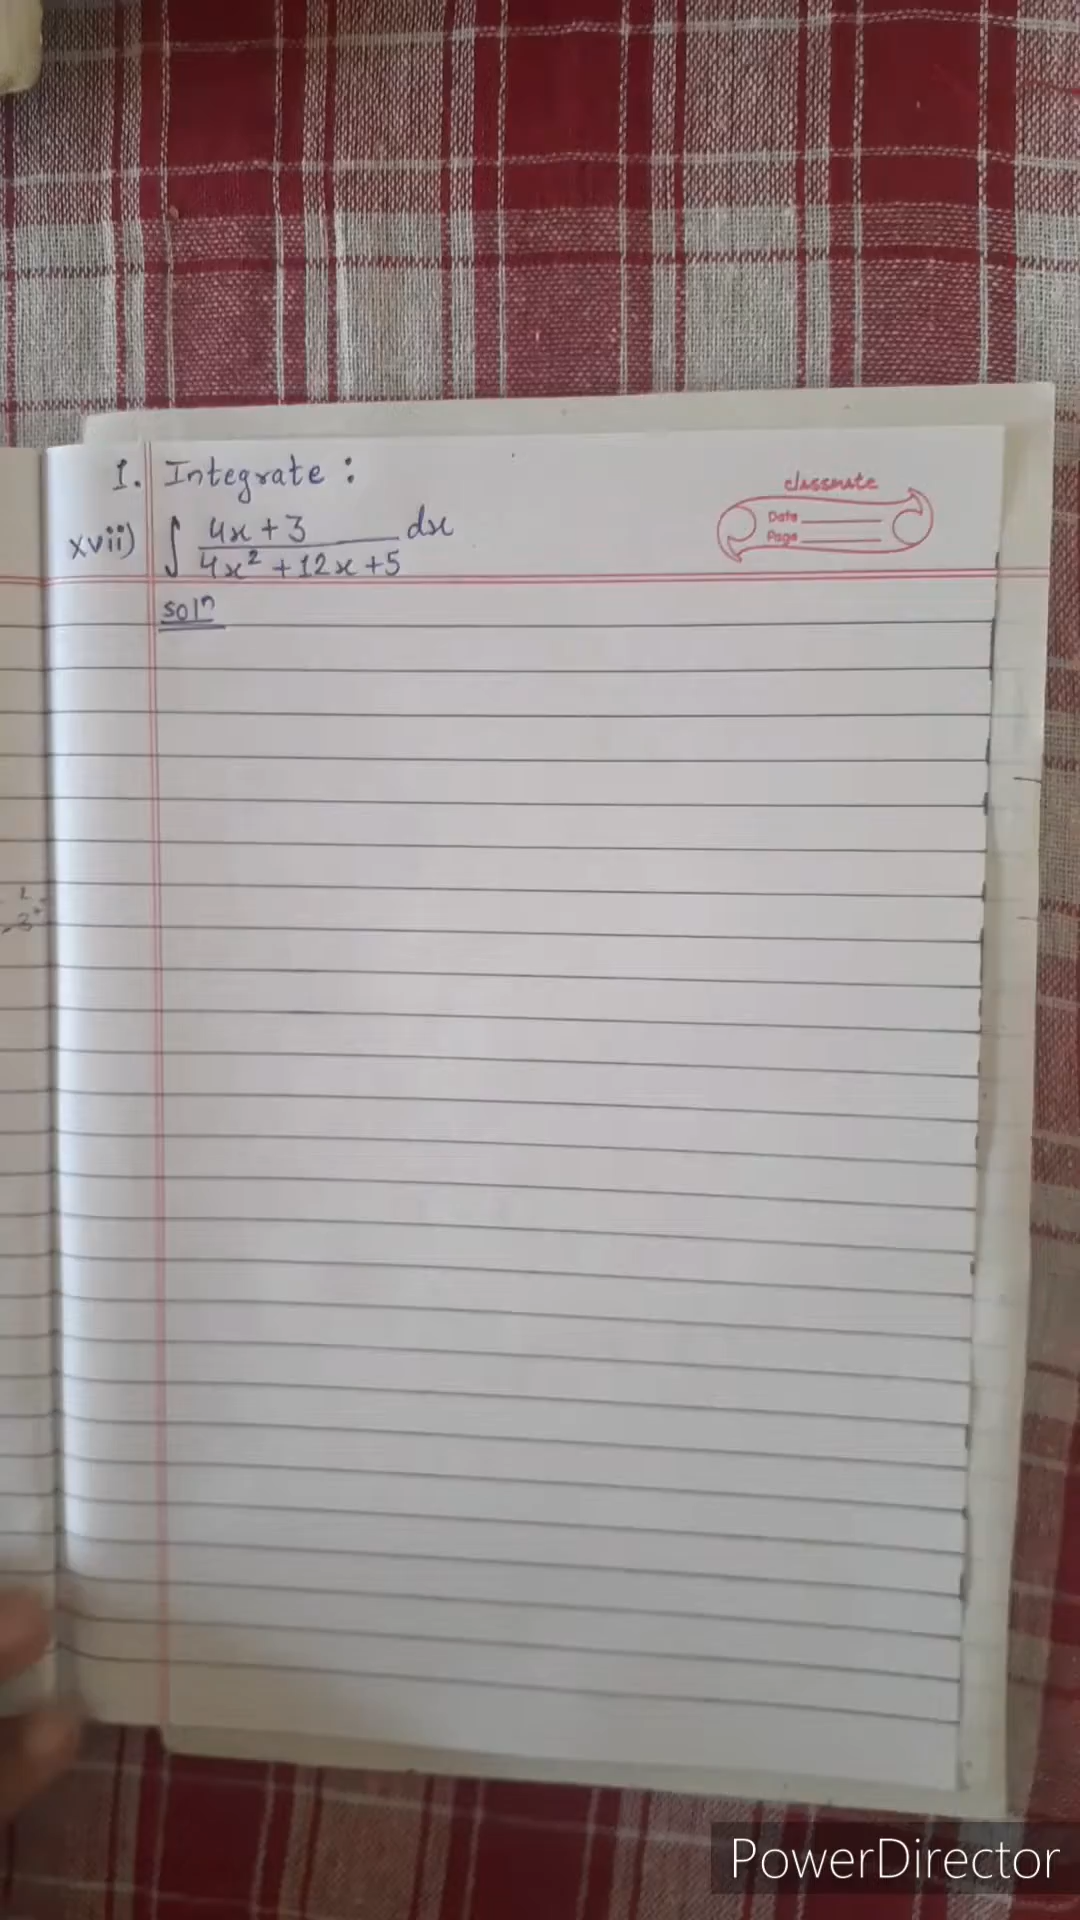 1. Integrate :
classmate
xvii) ∫ (4x + 3)/(4x² + 12x + 5) dx
Date
Page
solⁿ
PowerDirector